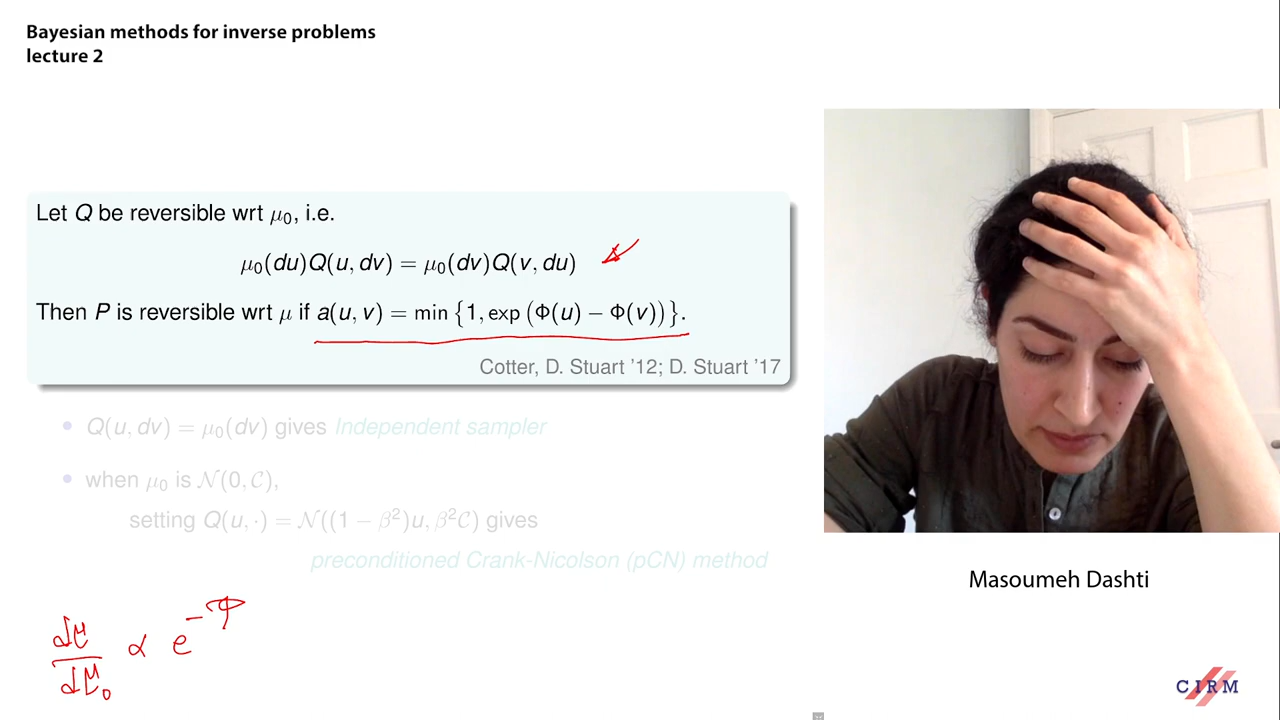 Bayesian methods for inverse problems
lecture 2
Let Q be reversible wrt μ₀, i.e.
μ₀(du)Q(u, dv) = μ₀(dv)Q(v, du)
Then P is reversible wrt μ if a(u, v) = min {1, exp (Φ(u) − Φ(v))}.
Cotter, D. Stuart '12; D. Stuart '17
• Q(u, dv) = μ₀(dv) gives Independent sampler
• when μ₀ is 𝒩(0, 𝒞),
setting Q(u, ·) = 𝒩((1 − β²)u, β²𝒞) gives
preconditioned Crank-Nicolson (pCN) method
dμ/dμ₀ ∝ e^−Φ
Masoumeh Dashti
CIRM